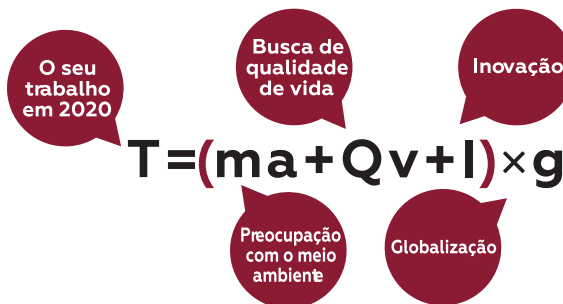 O seu
trabalho
em 2020
Busca de
qualidade
de vida
Inovação
T=(ma+Qv+I)×g
Preocupação
com o meio
ambiente
Globalização